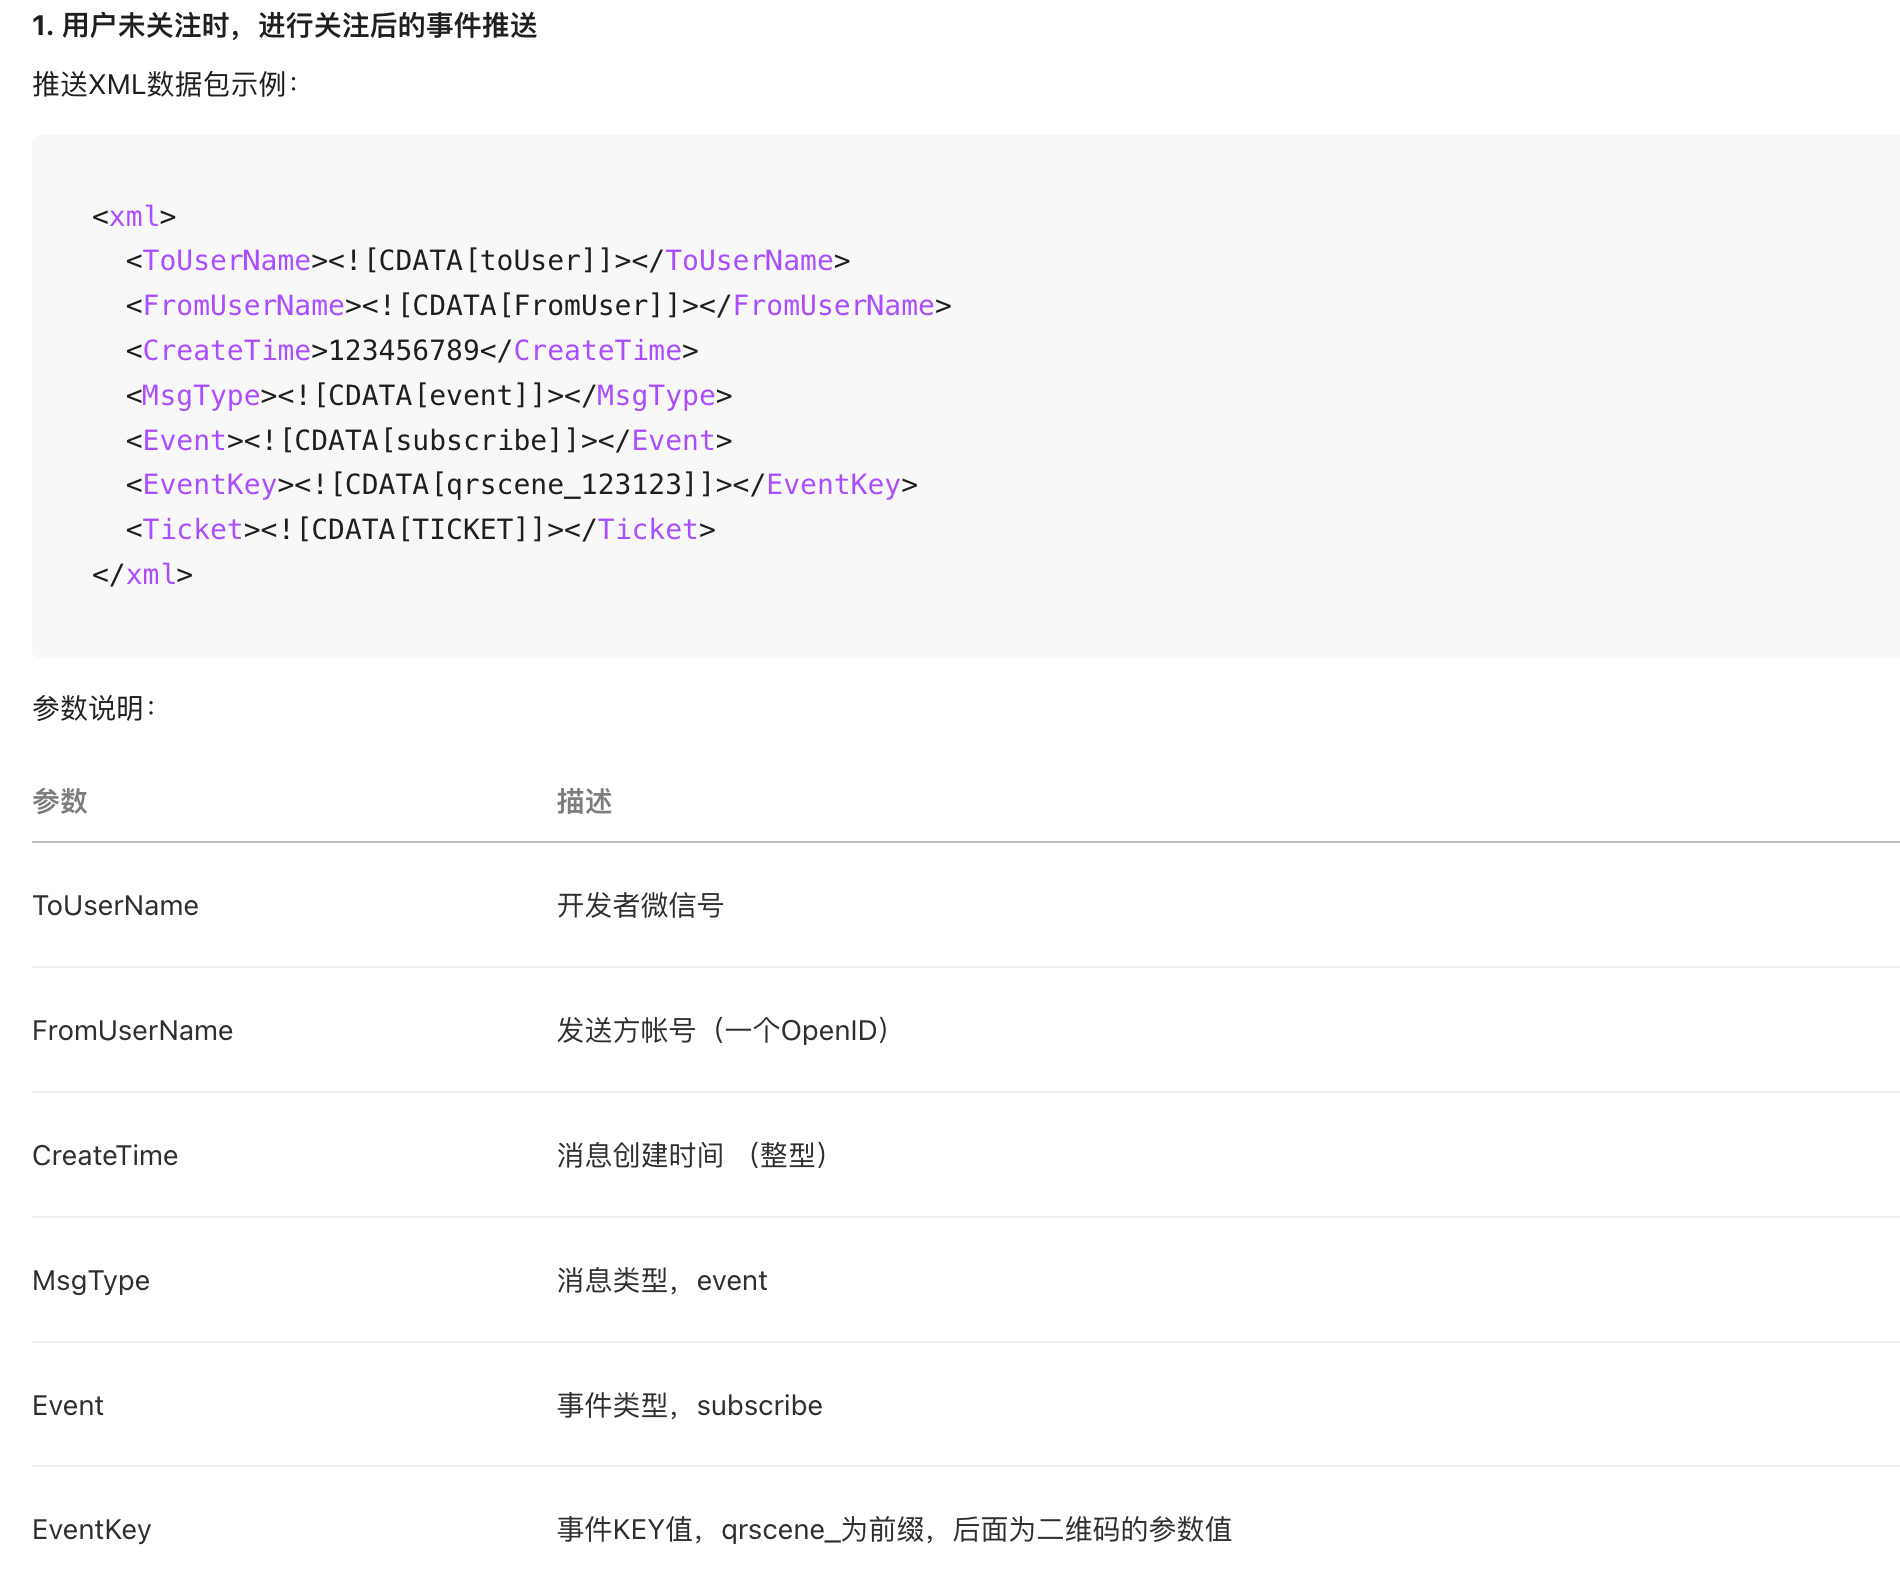 1. 用户未关注时，进行关注后的事件推送
推送XML数据包示例：
<xml>
  <ToUserName><![CDATA[toUser]]></ToUserName>
  <FromUserName><![CDATA[FromUser]]></FromUserName>
  <CreateTime>123456789</CreateTime>
  <MsgType><![CDATA[event]]></MsgType>
  <Event><![CDATA[subscribe]]></Event>
  <EventKey><![CDATA[qrscene_123123]]></EventKey>
  <Ticket><![CDATA[TICKET]]></Ticket>
</xml>
参数说明：
参数 描述
ToUserName 开发者微信号
FromUserName 发送方帐号（一个OpenID）
CreateTime 消息创建时间 （整型）
MsgType 消息类型，event
Event 事件类型，subscribe
EventKey 事件KEY值，qrscene_为前缀，后面为二维码的参数值